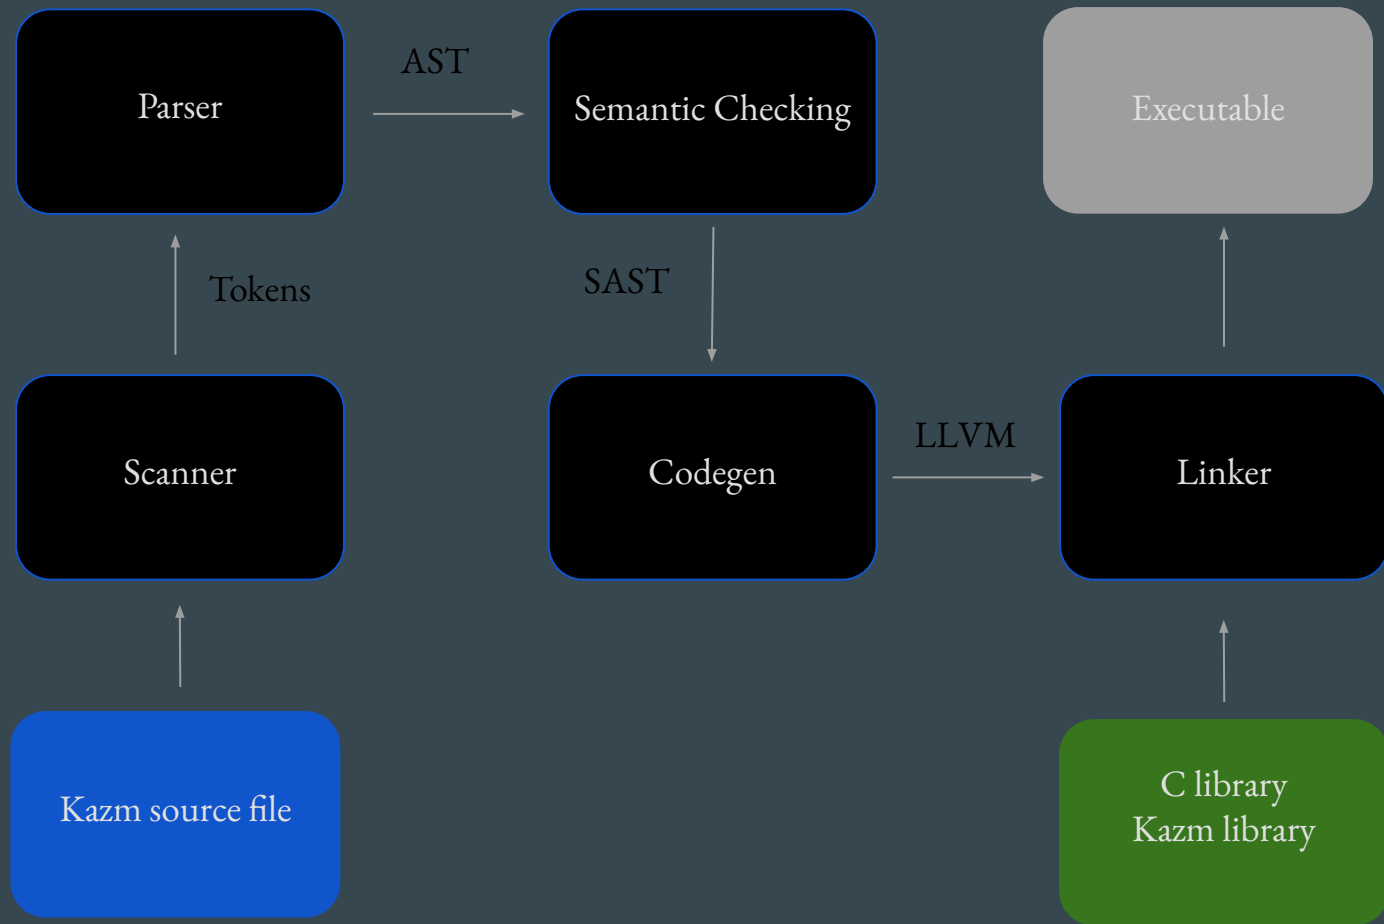 Parser
AST
Semantic Checking
Executable
Tokens
SAST
Scanner
Codegen
LLVM
Linker
Kazm source file
C library
Kazm library